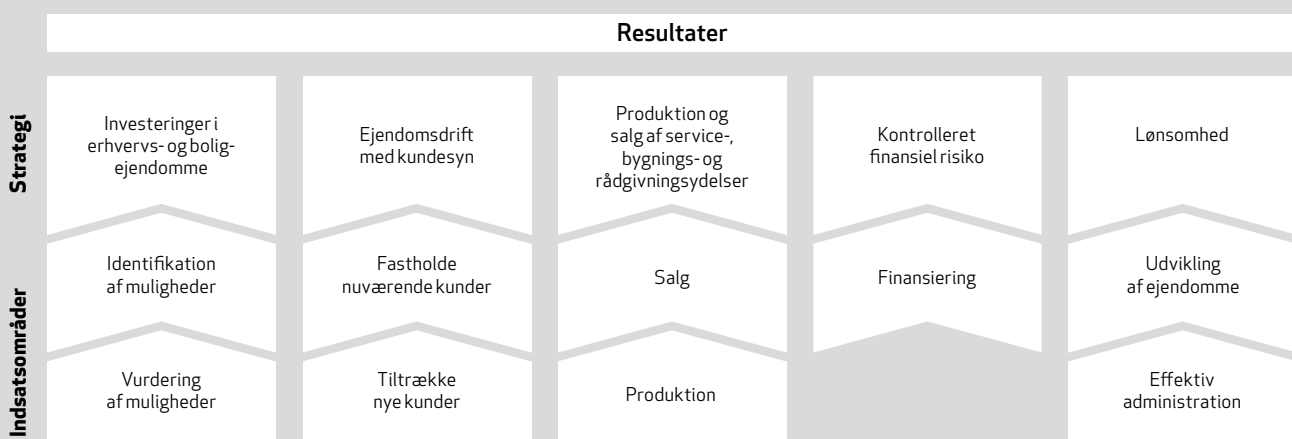 Resultater
Strategi
Investeringer i
erhvervs- og bolig-
ejendomme
Ejendomsdrift
med kundesyn
Produktion og
salg af service-,
bygnings- og
rådgivningsydelser
Kontrolleret
finansiel risiko
Lønsomhed
Indsatsområder
Identifikation
af muligheder
Fastholde
nuværende kunder
Salg
Finansiering
Udvikling
af ejendomme
Vurdering
af muligheder
Tiltrække
nye kunder
Produktion
Effektiv
administration